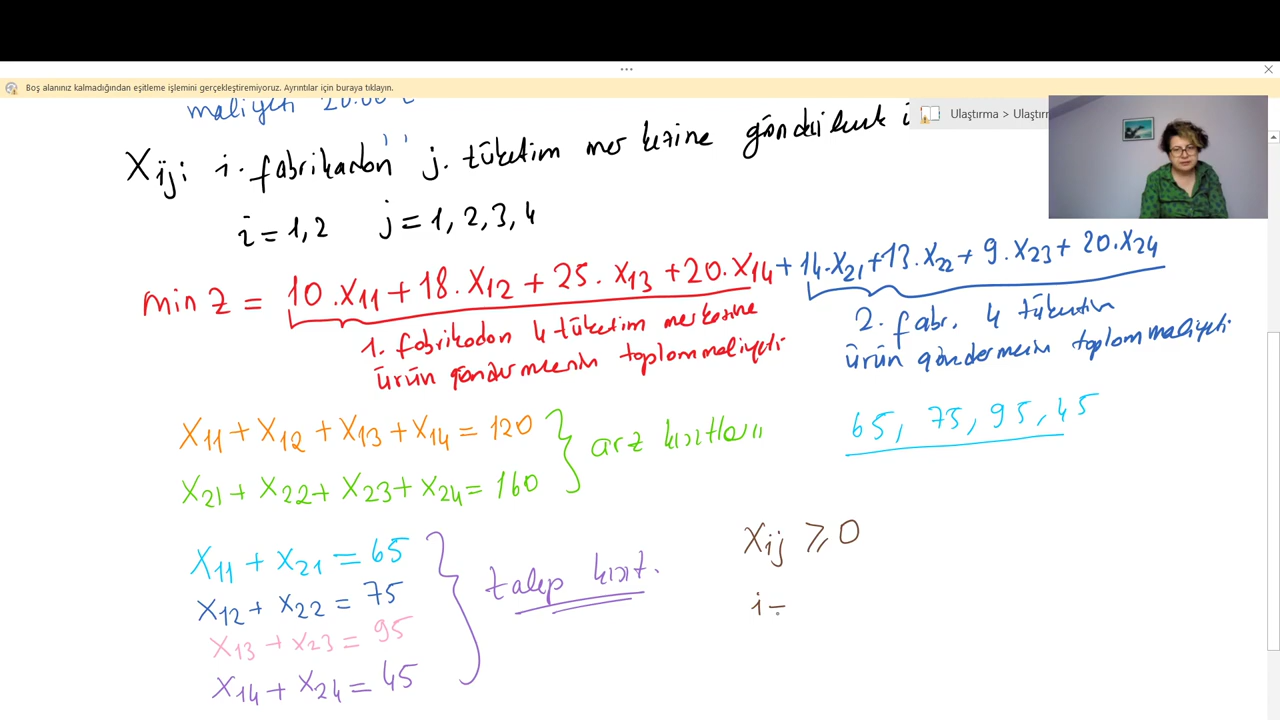 Boş alanınız kalmadığından eşitleme işlemini gerçekleştiremiyoruz. Ayrıntılar için buraya tıklayın.
Ulaştırma > Ulaştırı
maliyeti 20.00 t
Xij: i. fabrikadan j. tüketim merkezine gönderilecek i
i = 1,2 j = 1, 2, 3, 4
min Z = 10.X11 + 18.X12 + 25.X13 + 20.X14 + 14.X21 + 13.X22 + 9.X23 + 20.X24
1. fabrikadan 4 tüketim merkezine
ürün göndermenin toplam maliyeti
2. fabr. 4 tüketim
ürün göndermenin toplam maliyeti
X11 + X12 + X13 + X14 = 120
X21 + X22 + X23 + X24 = 160
arz kısıtları
65, 75, 95, 45
X11 + X21 = 65
X12 + X22 = 75
X13 + X23 = 95
X14 + X24 = 45
talep kısıt.
Xij ≥ 0
i =